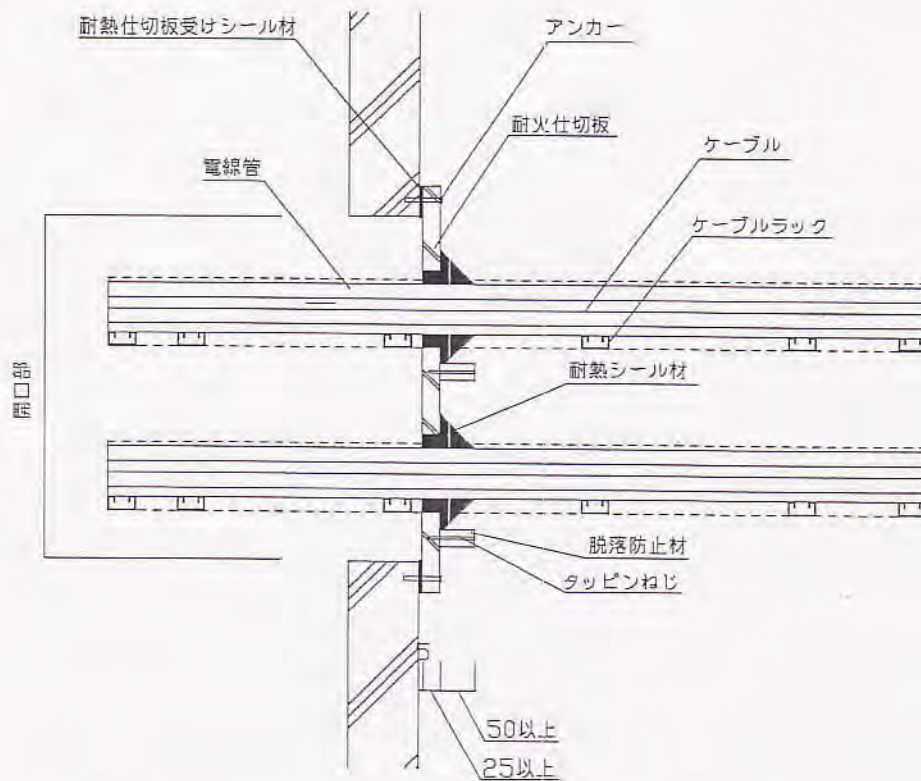 耐熱仕切板受けシール材
アンカー
耐火仕切板
ケーブル
電線管
ケーブルラック
開口部
耐熱シール材
脱落防止材
タッピンねじ
50以上
25以上